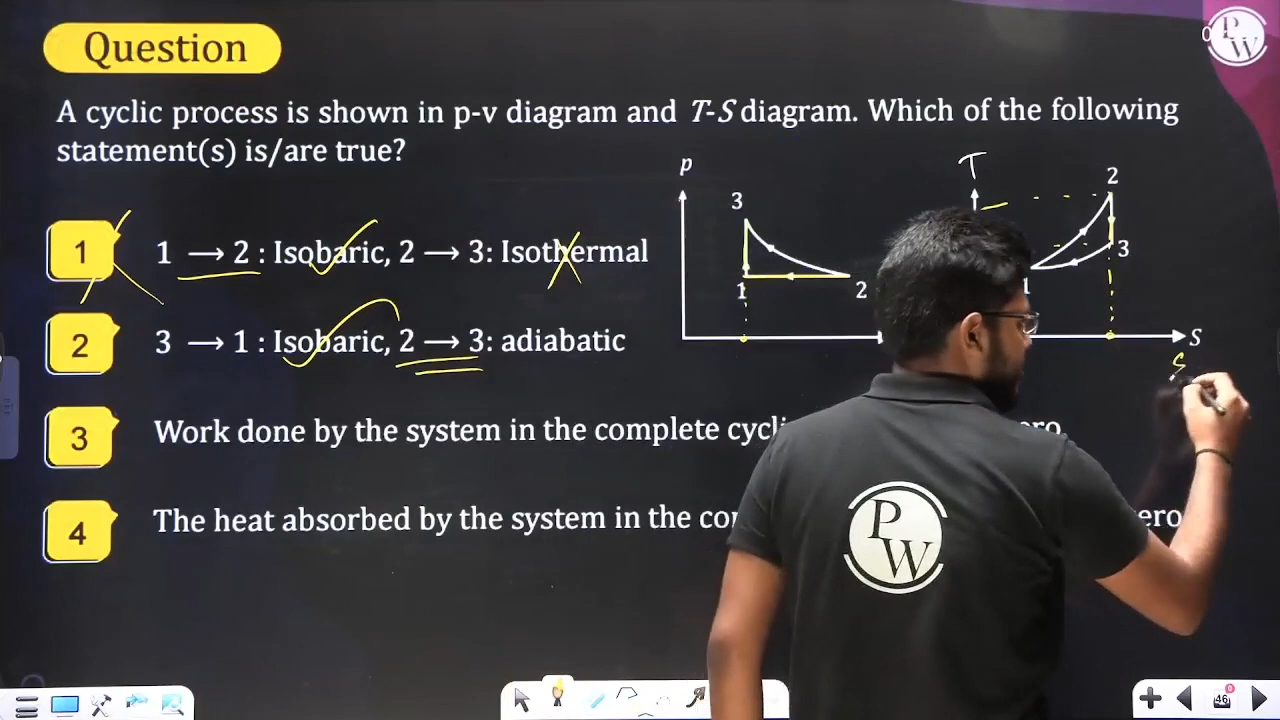 Question
A cyclic process is shown in p-v diagram and T-S diagram. Which of the following
statement(s) is/are true?
1 1 → 2 : Isobaric, 2 → 3: Isothermal
2 3 → 1 : Isobaric, 2 → 3: adiabatic
3 Work done by the system in the complete
4 The heat absorbed by the system in the
p
3
1
2
T
2
3
1
S
S
P
W
PW
46